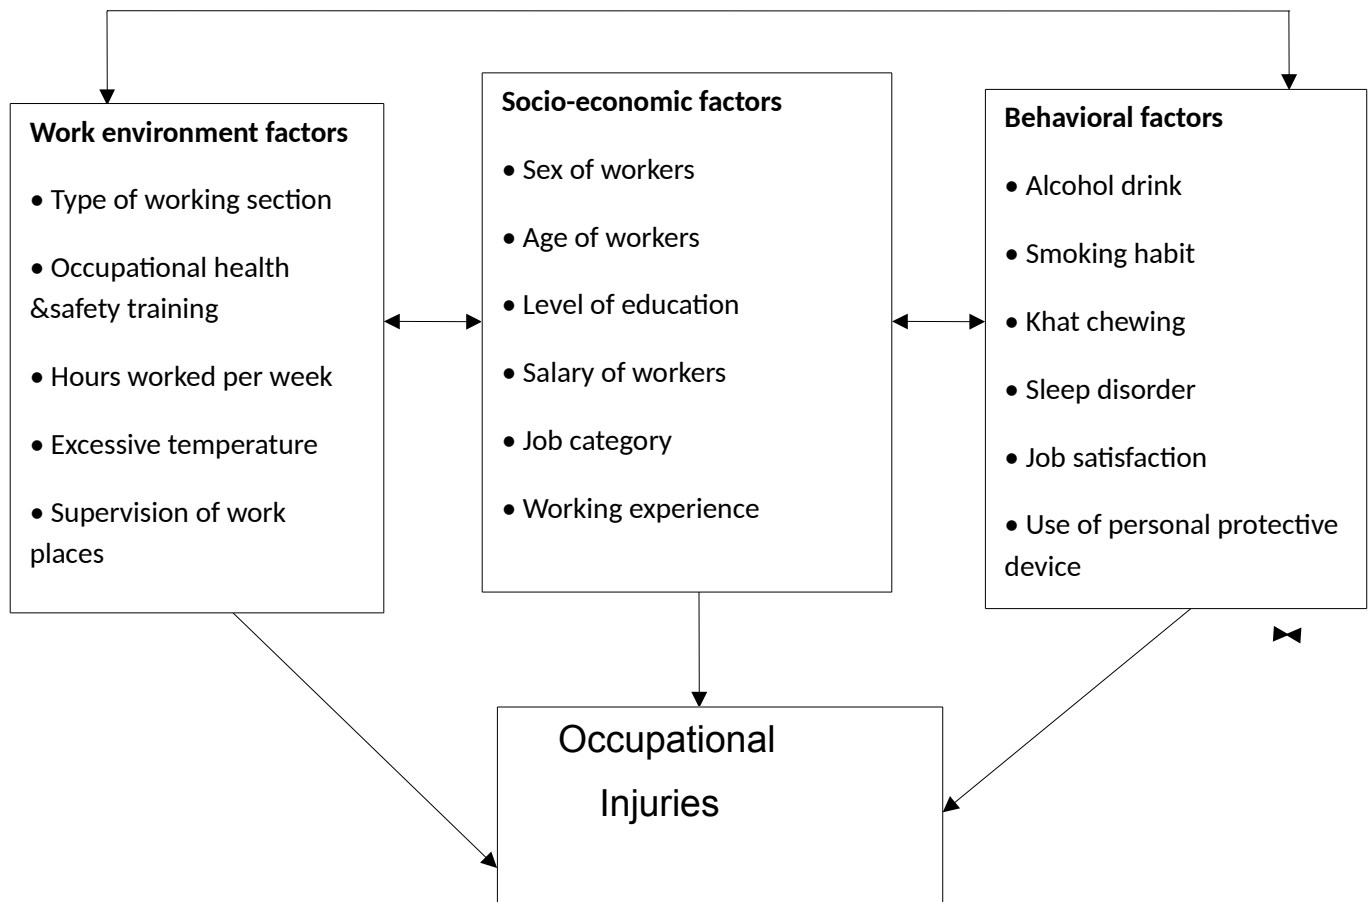 Work environment factors
• Type of working section
• Occupational health
&safety training
• Hours worked per week
• Excessive temperature
• Supervision of work
places
Socio-economic factors
• Sex of workers
• Age of workers
• Level of education
• Salary of workers
• Job category
• Working experience
Behavioral factors
• Alcohol drink
• Smoking habit
• Khat chewing
• Sleep disorder
• Job satisfaction
• Use of personal protective
device
Occupational
Injuries